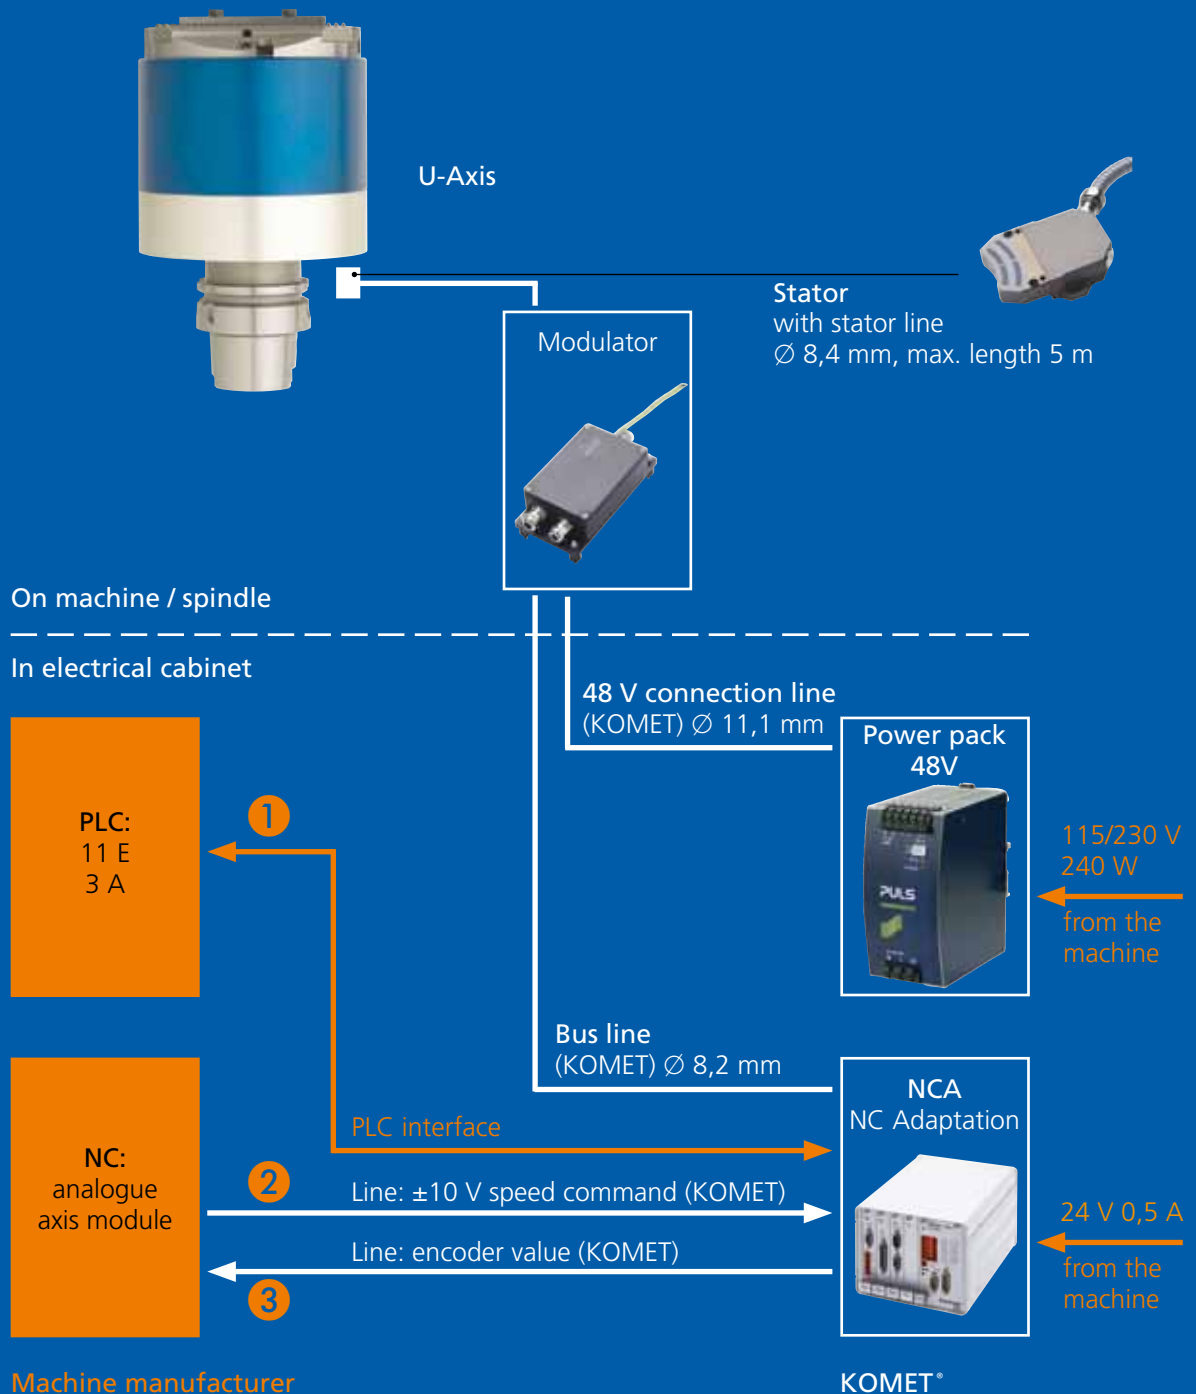 U-Axis
Stator
with stator line
Ø 8,4 mm, max. length 5 m
Modulator
On machine / spindle
In electrical cabinet
48 V connection line
(KOMET) Ø 11,1 mm
Power pack
48V
PULS
115/230 V
240 W
from the
machine
PLC:
11 E
3 A
1
Bus line
(KOMET) Ø 8,2 mm
NCA
NC Adaptation
PLC interface
NC:
analogue
axis module
2
Line: ±10 V speed command (KOMET)
Line: encoder value (KOMET)
3
24 V 0,5 A
from the
machine
Machine manufacturer
KOMET®